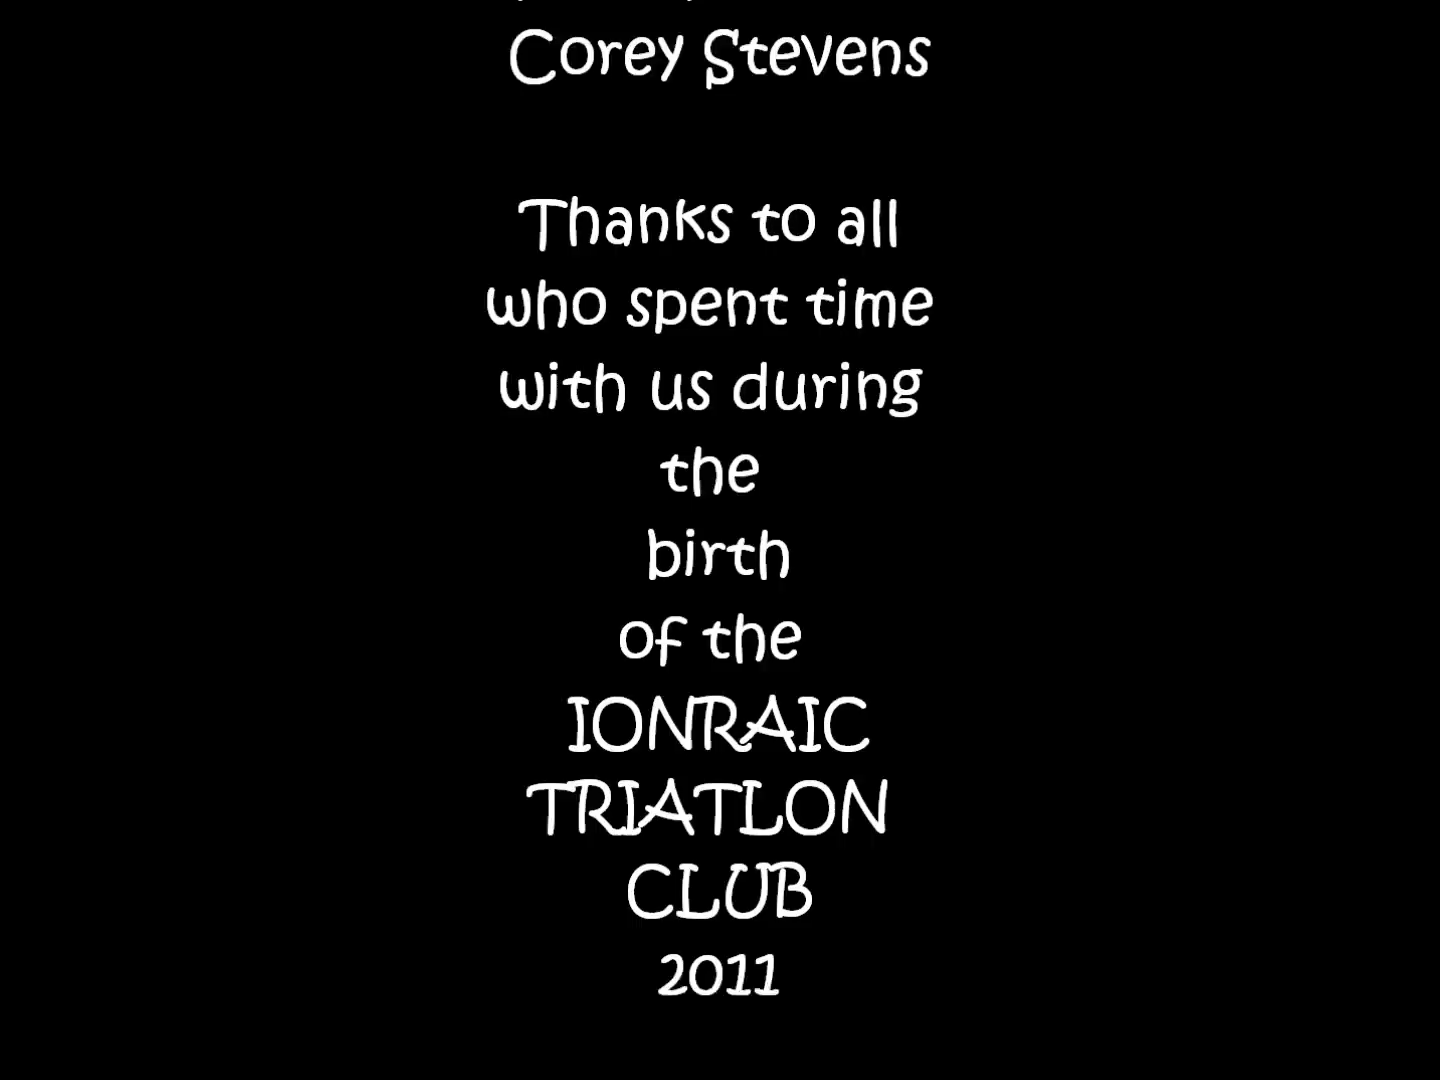 Corey Stevens
Thanks to all
who spent time
with us during
the
birth
of the
IONRAIC
TRIATLON
CLUB
2011